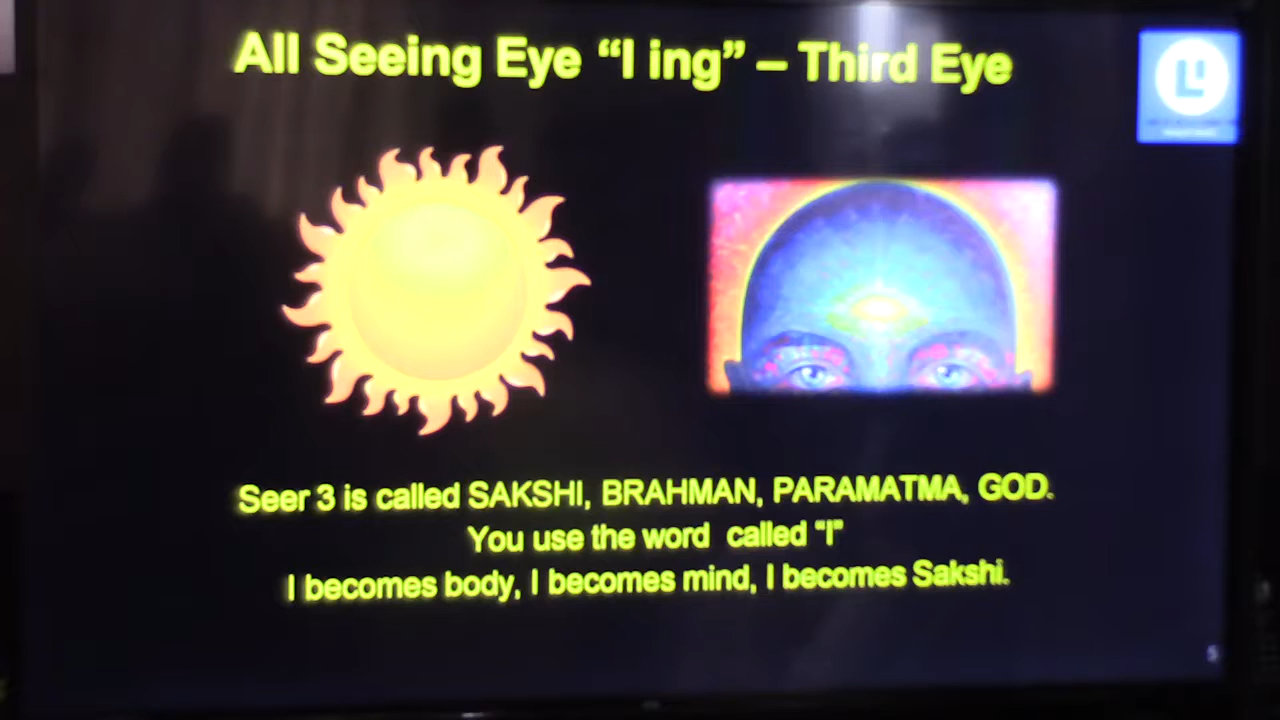 All Seeing Eye “I ing” – Third Eye
Seer 3 is called SAKSHI, BRAHMAN, PARAMATMA, GOD.
You use the word called “I”
I becomes body, I becomes mind, I becomes Sakshi.
5